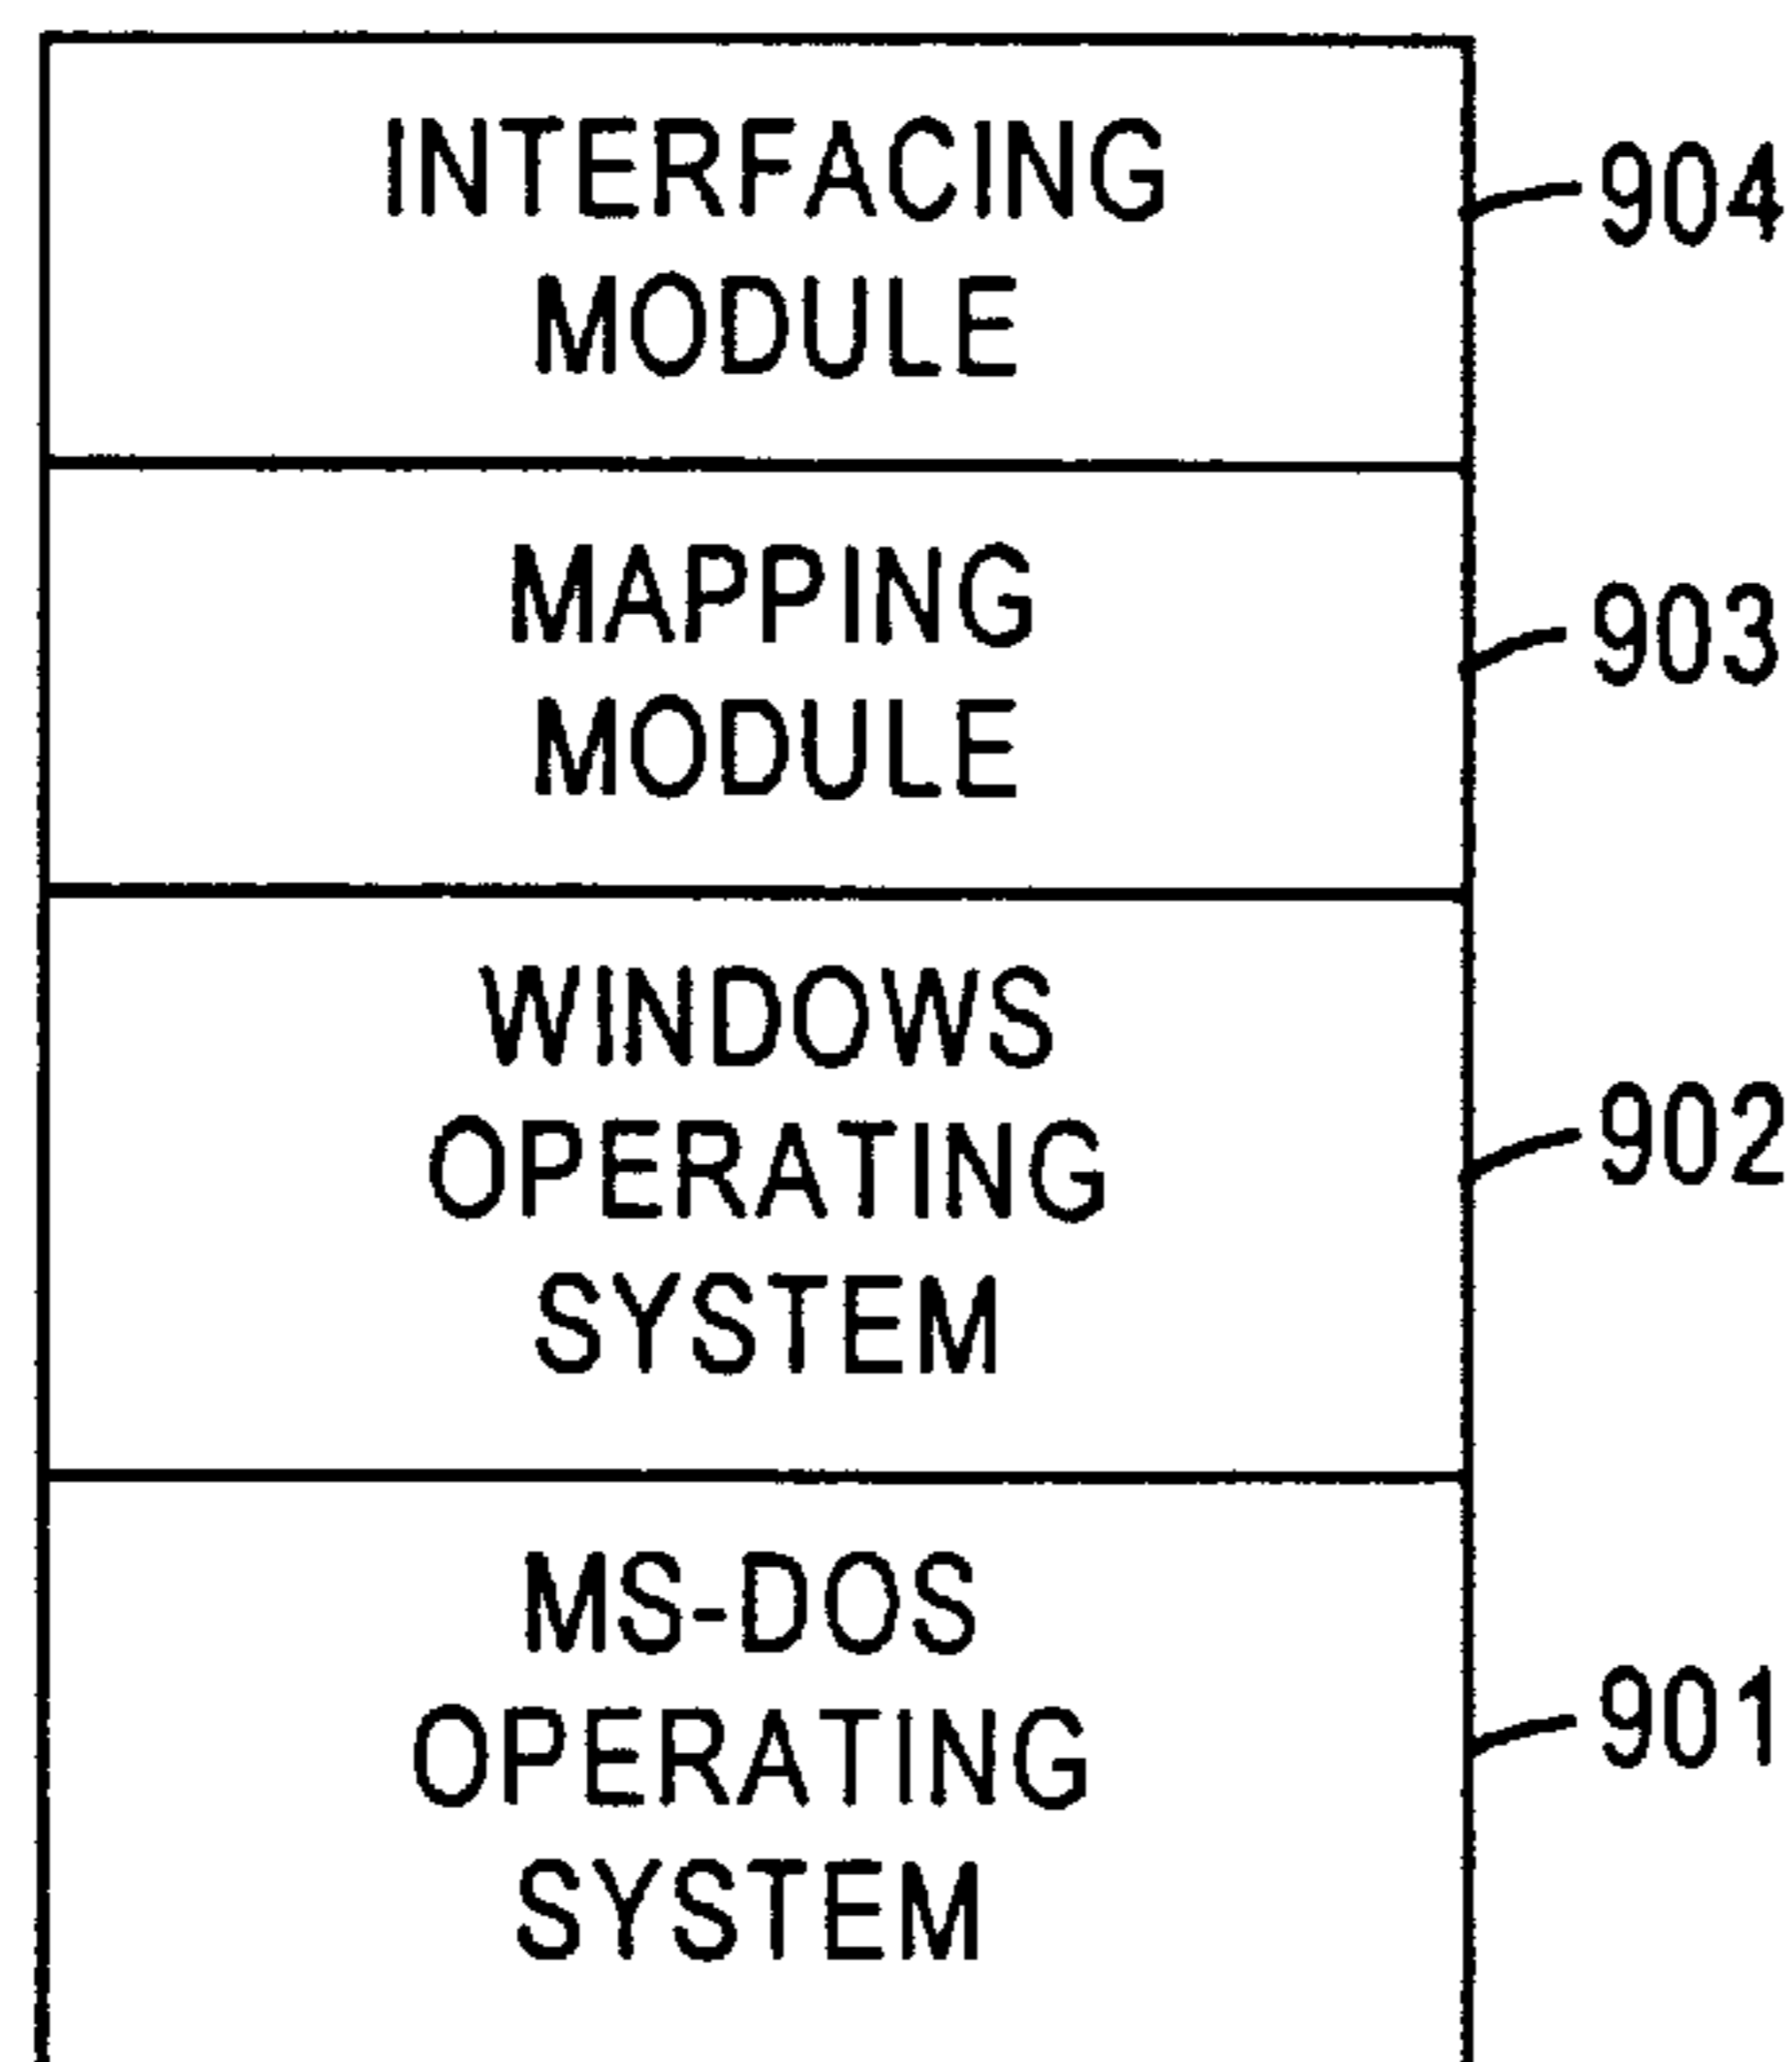 INTERFACING
MODULE
904
MAPPING
MODULE
903
WINDOWS
OPERATING
SYSTEM
902
MS-DOS
OPERATING
SYSTEM
901